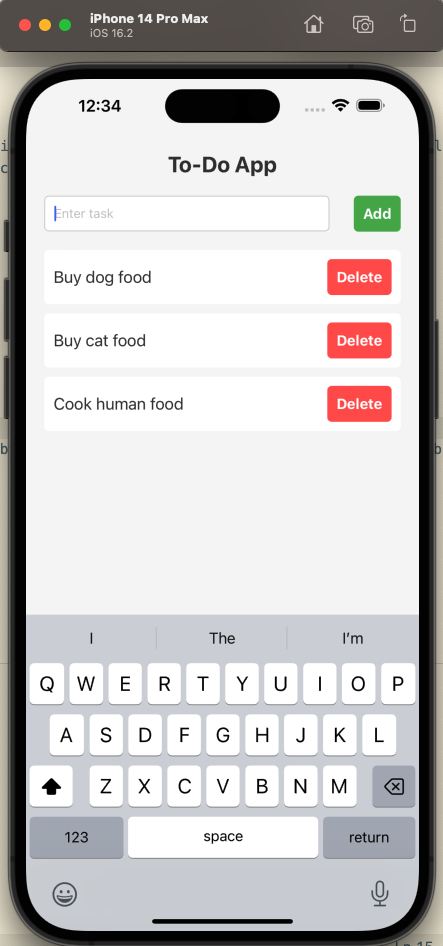 iPhone 14 Pro Max
iOS 16.2
12:34
To-Do App
Enter task
Add
Buy dog food
Delete
Buy cat food
Delete
Cook human food
Delete
I The I'm
Q W E R T Y U I O P
A S D F G H J K L
Z X C V B N M
123 space return